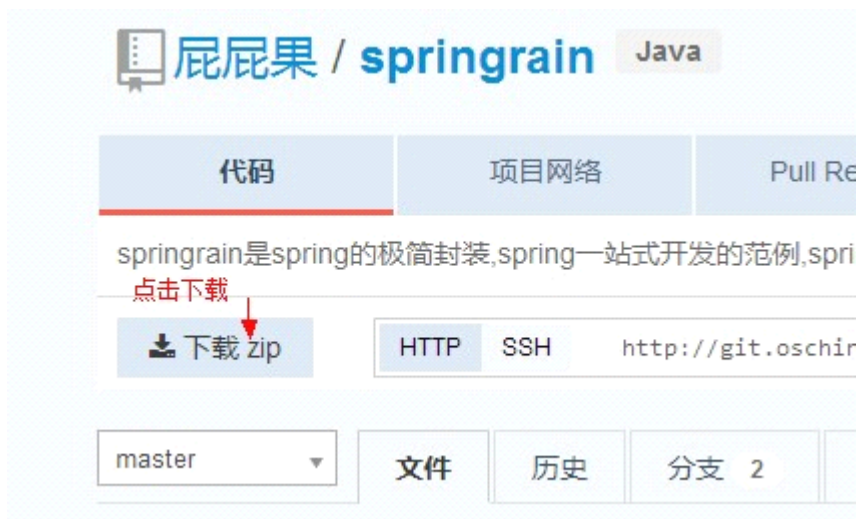 屁屁果 / springrain Java
代码 项目网络 Pull Re
springrain是spring的极简封装,spring一站式开发的范例,spri
点击下载
下载 zip HTTP SSH http://git.oschin
master 文件 历史 分支 2